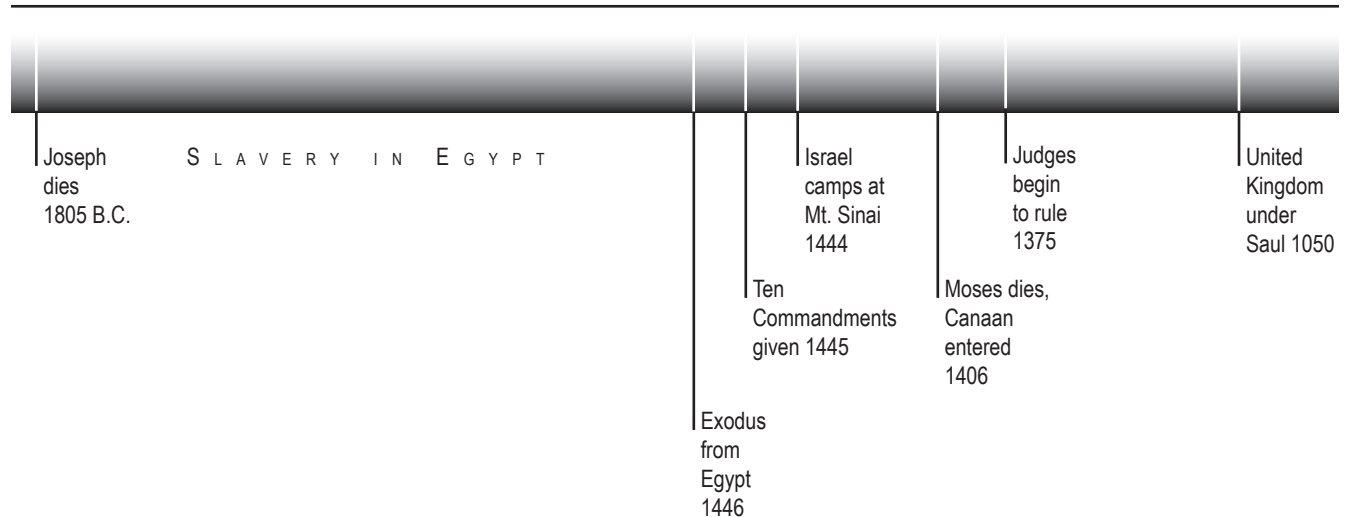 Joseph
dies
1805 B.C.
SLAVERY IN EGYPT
Exodus
from
Egypt
1446
Ten
Commandments
given 1445
Israel
camps at
Mt. Sinai
1444
Moses dies,
Canaan
entered
1406
Judges
begin
to rule
1375
United
Kingdom
under
Saul 1050